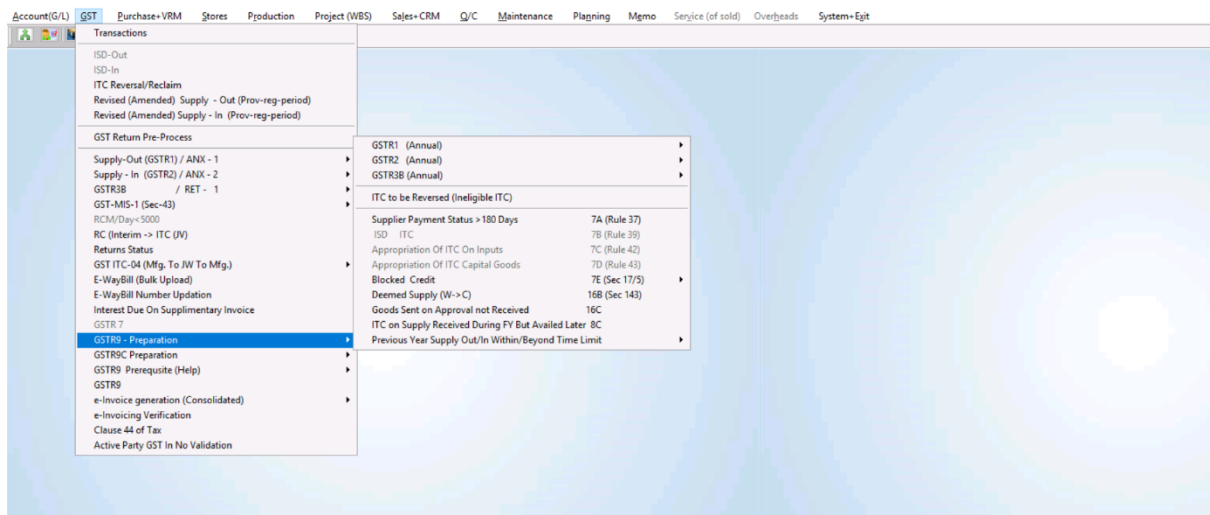 Account(G/L) GST Purchase+VRM Stores Production Project (WBS) Sales+CRM Q/C Maintenance Planning Memo Service (of sold) Overheads System+Exit
Transactions
ISD-Out
ISD-In
ITC Reversal/Reclaim
Revised (Amended) Supply - Out (Prov-reg-period)
Revised (Amended) Supply - In (Prov-reg-period)
GST Return Pre-Process
Supply-Out (GSTR1) / ANX - 1
Supply - In (GSTR2) / ANX - 2
GSTR3B / RET - 1
GST-MIS-1 (Sec-43)
RCM/Day<5000
RC (Interim -> ITC (JV)
Returns Status
GST ITC-04 (Mfg. To JW To Mfg.)
E-WayBill (Bulk Upload)
E-WayBill Number Updation
Interest Due On Supplimentary Invoice
GSTR 7
GSTR9 - Preparation
GSTR9C Preparation
GSTR9 Prerequsite (Help)
GSTR9
e-Invoice generation (Consolidated)
e-Invoicing Verification
Clause 44 of Tax
Active Party GST In No Validation
GSTR1 (Annual)
GSTR2 (Annual)
GSTR3B (Annual)
ITC to be Reversed (Ineligible ITC)
Supplier Payment Status >180 Days 7A (Rule 37)
ISD ITC 7B (Rule 39)
Appropriation Of ITC On Inputs 7C (Rule 42)
Appropriation Of ITC Capital Goods 7D (Rule 43)
Blocked Credit 7E (Sec 17/5)
Deemed Supply (W->C) 16B (Sec 143)
Goods Sent on Approval not Received 16C
ITC on Supply Received During FY But Availed Later 8C
Previous Year Supply Out/In Within/Beyond Time Limit